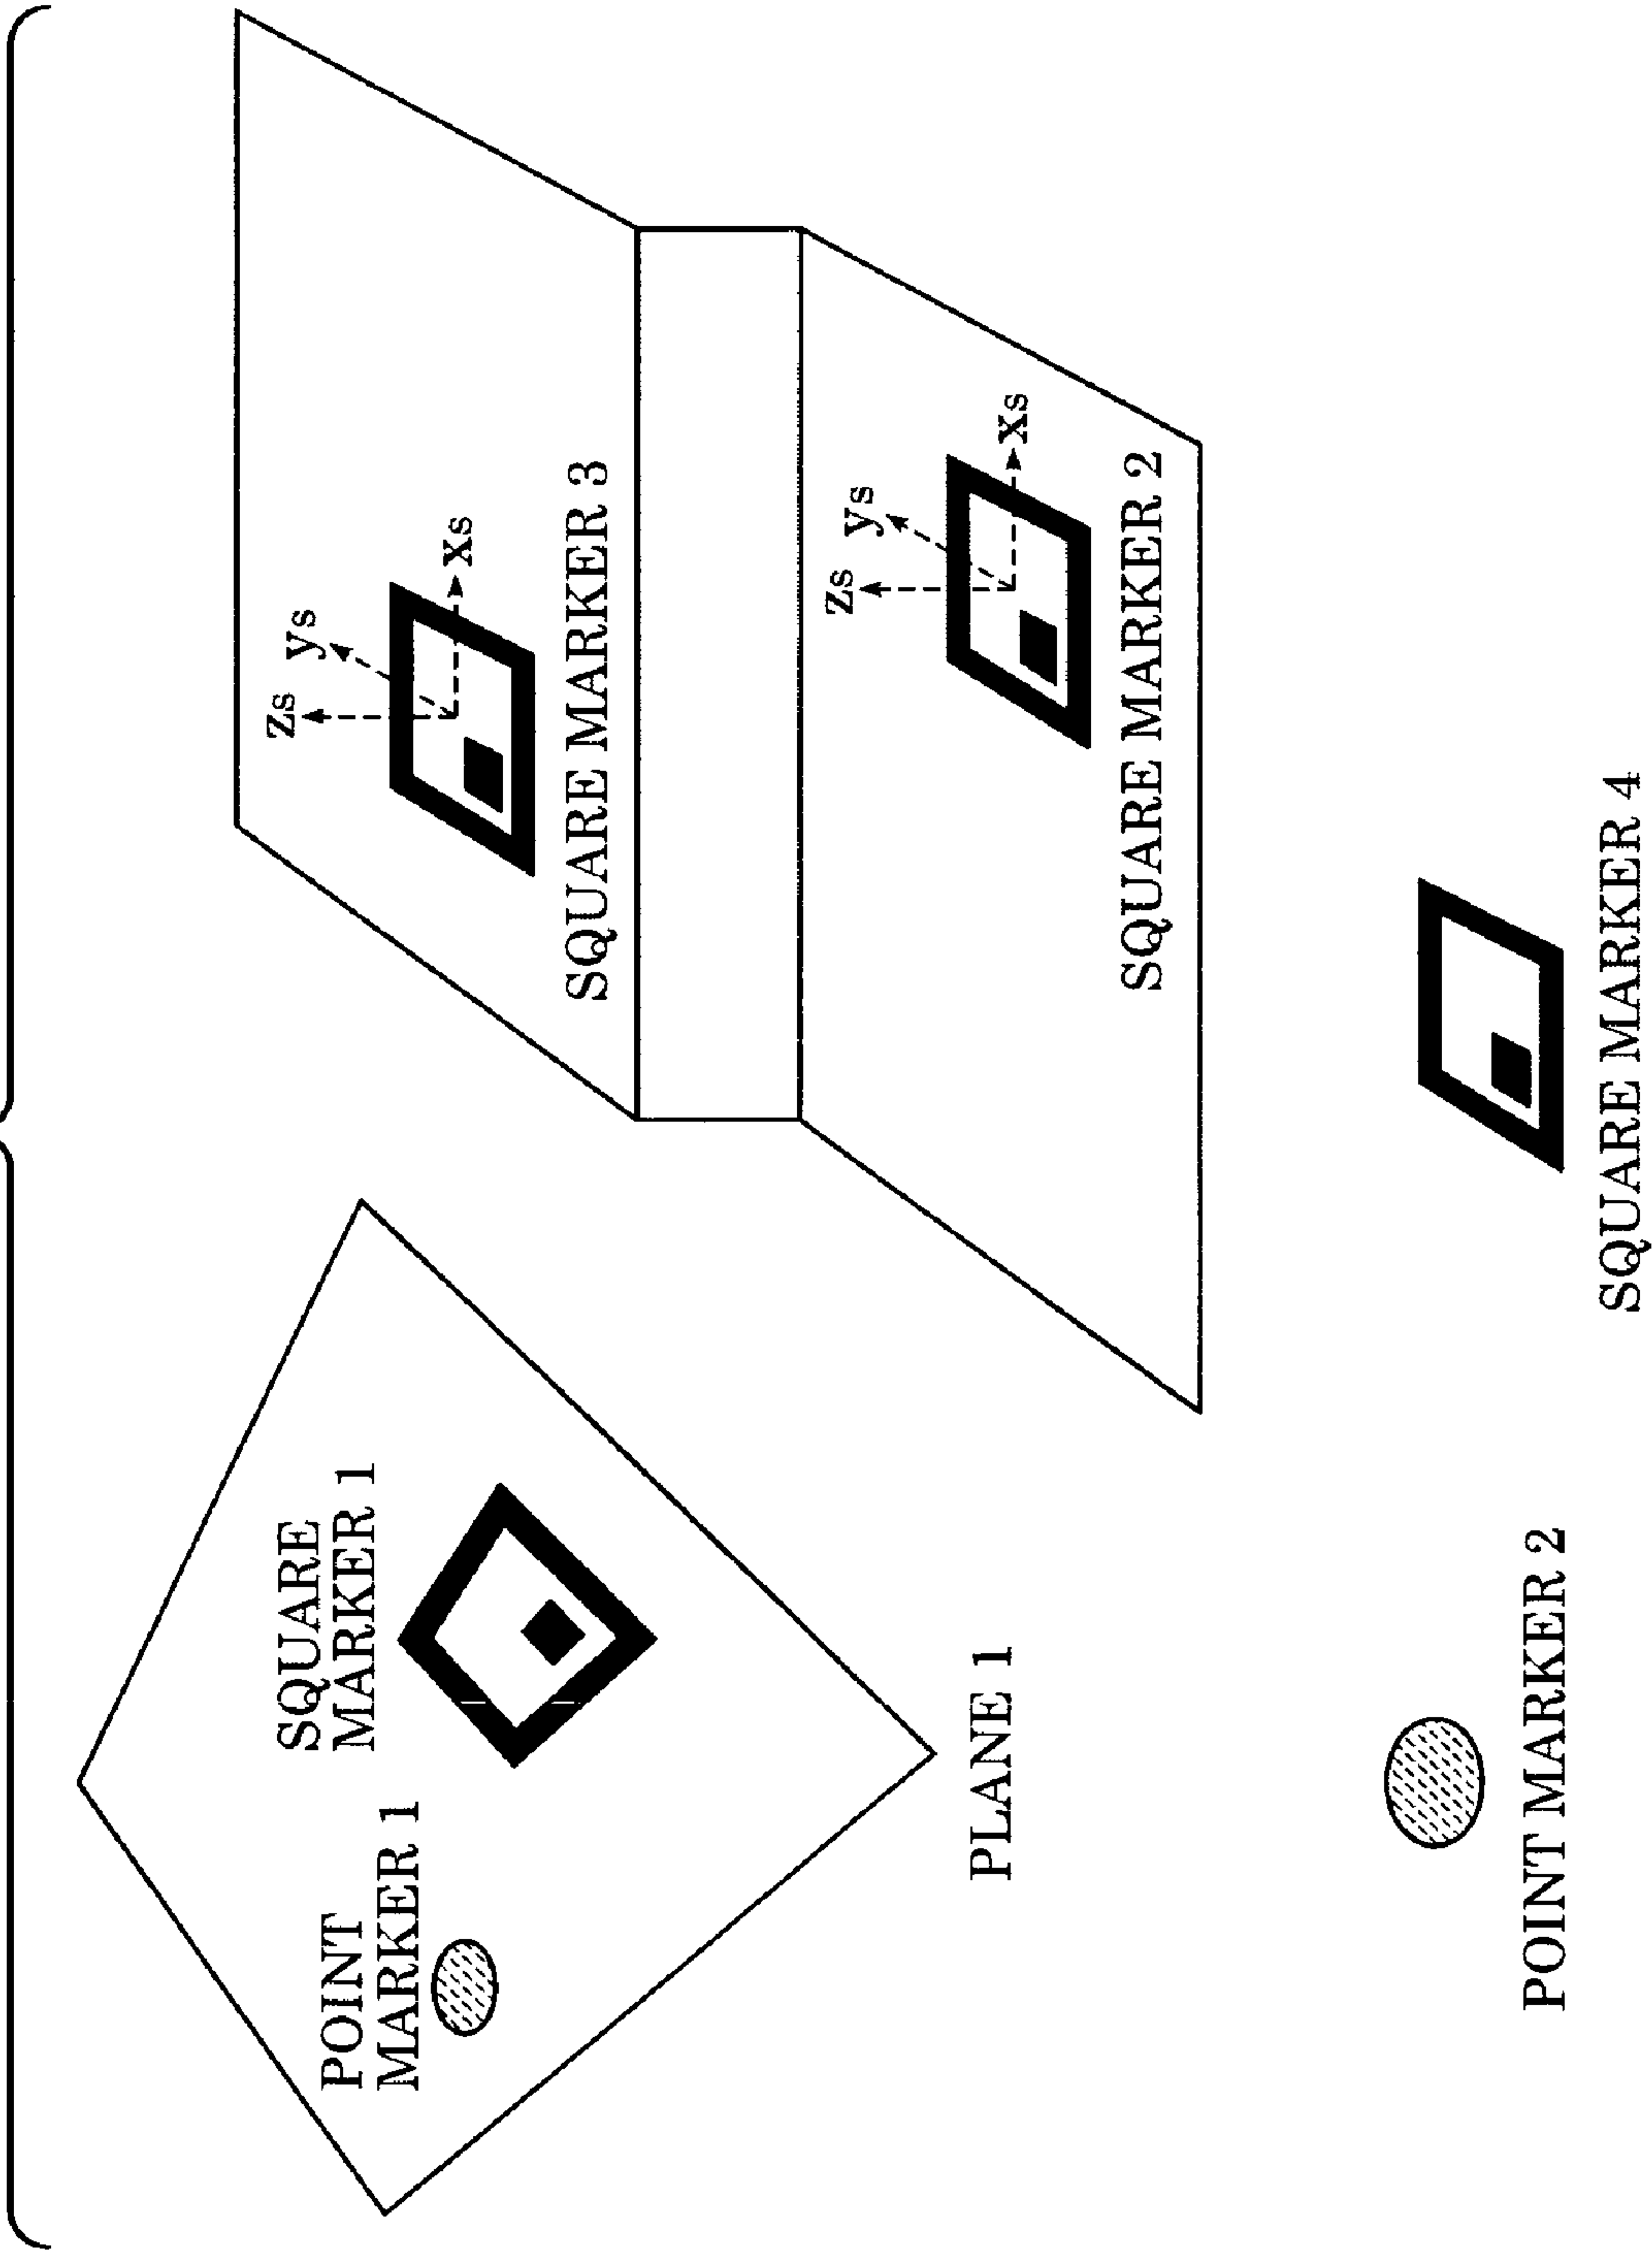 POINT
MARKER 1
SQUARE
MARKER 1
PLANE 1
zs
ys
xs
SQUARE MARKER 3
zs
ys
xs
SQUARE MARKER 2
POINT MARKER 2
SQUARE MARKER 4